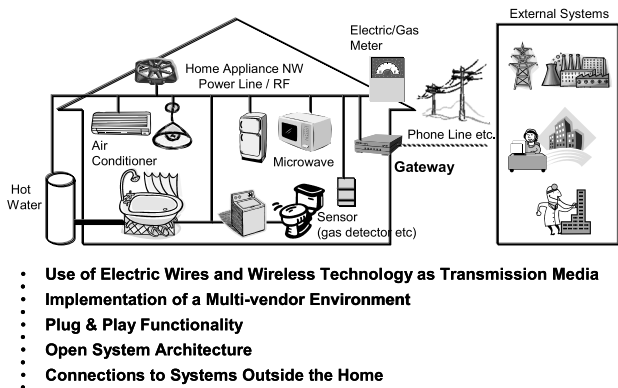 External Systems
Electric/Gas
Meter
Home Appliance NW
Power Line / RF
Phone Line etc.
Air
Conditioner
Microwave
Gateway
Hot
Water
Sensor
(gas detector etc)
• Use of Electric Wires and Wireless Technology as Transmission Media
•
• Implementation of a Multi-vendor Environment
•
• Plug & Play Functionality
•
• Open System Architecture
•
• Connections to Systems Outside the Home
•